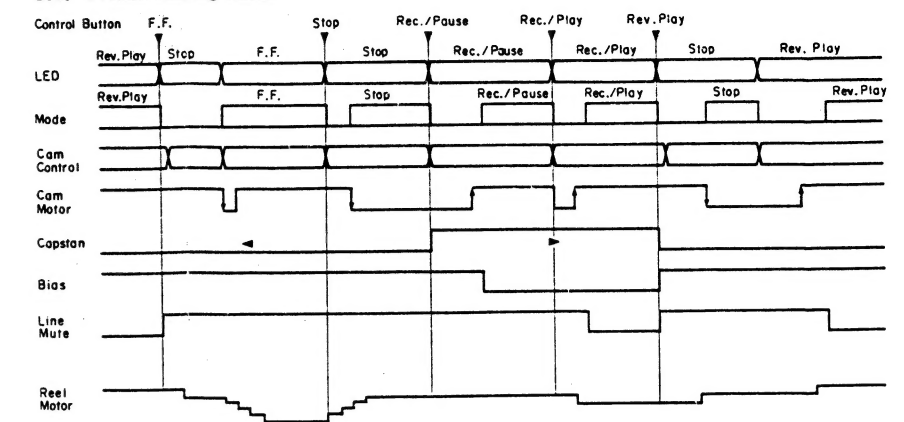 Control Button F.F. Stop Rec./Pause Rec./Play Rev.Play
LED Rev.Play Stop F.F. Stop Rec./Pause Rec./Play Stop Rev. Play
Mode Rev.Play F.F. Stop Rec./Pause Rec./Play Stop Rev.Play
Cam
Control
Cam
Motor
Capstan
Bias
Line
Mute
Reel
Motor